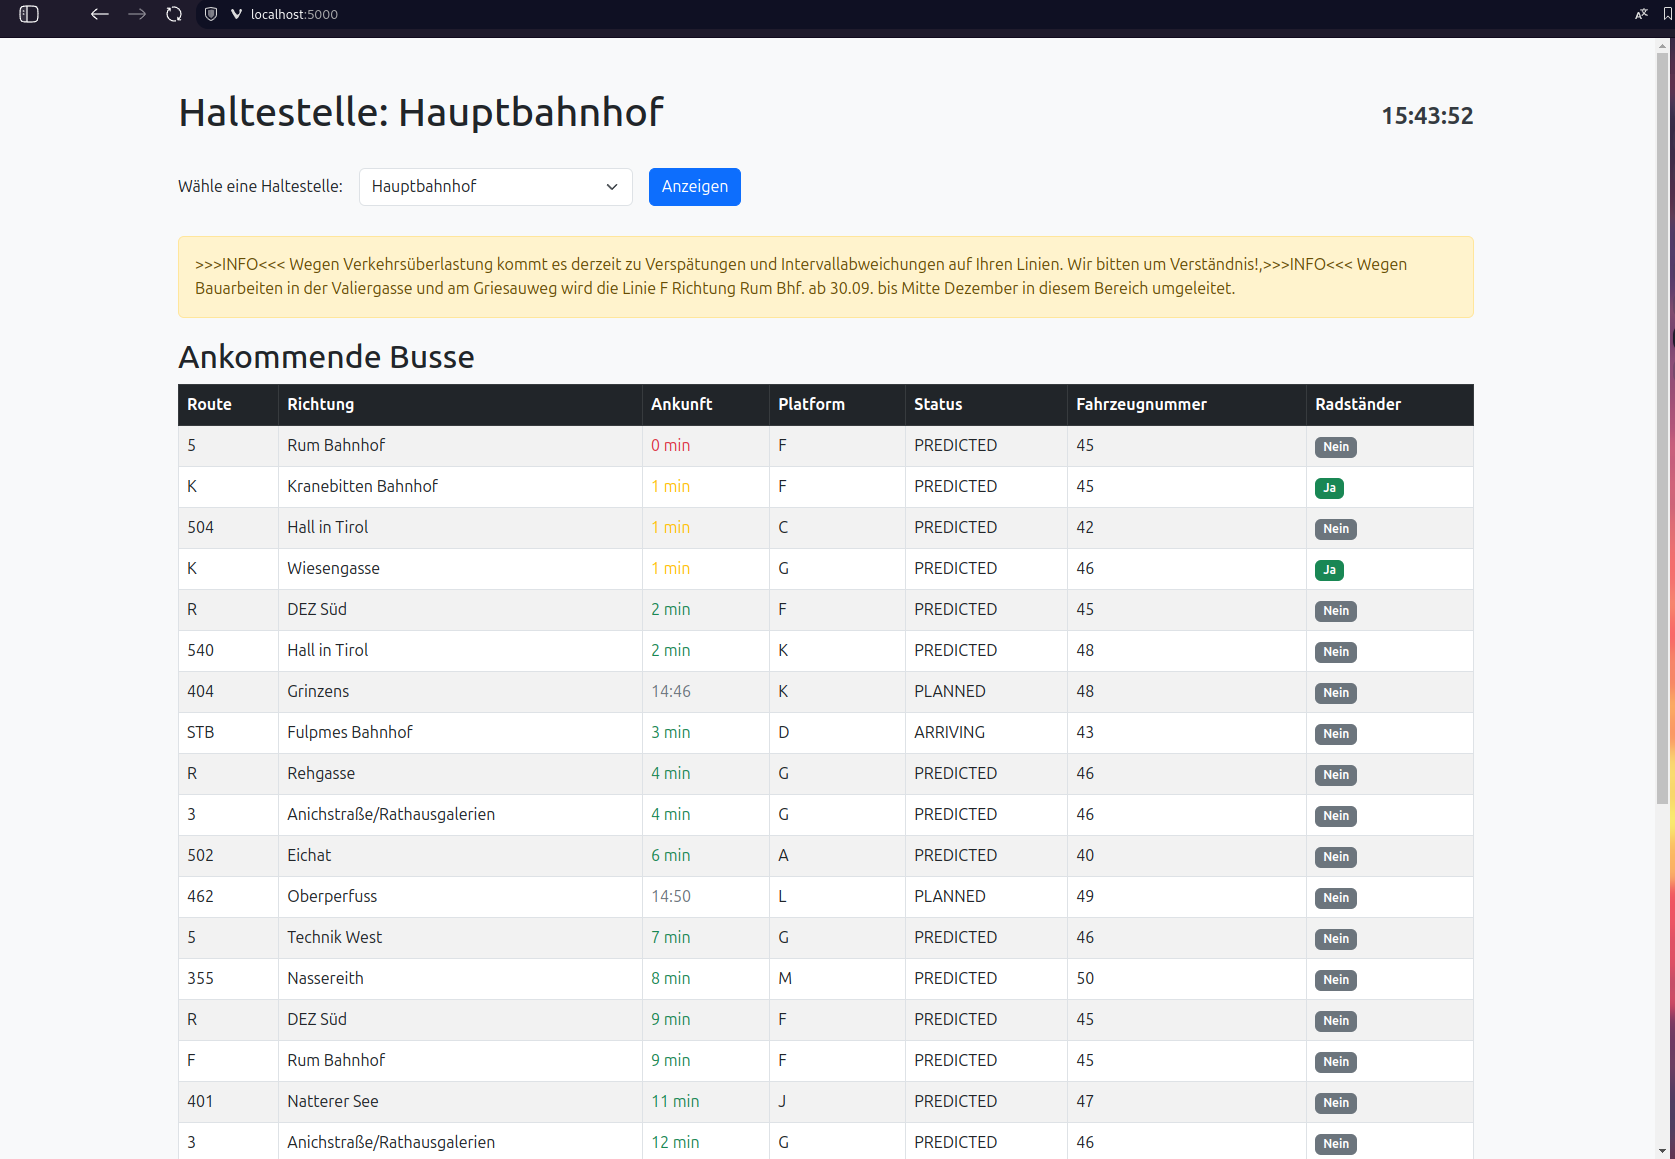 localhost:5000
Haltestelle: Hauptbahnhof
15:43:52
Wähle eine Haltestelle: Hauptbahnhof Anzeigen
>>>INFO<<< Wegen Verkehrsüberlastung kommt es derzeit zu Verspätungen und Intervallabweichungen auf Ihren Linien. Wir bitten um Verständnis!,>>>INFO<<< Wegen
Bauarbeiten in der Valiergasse und am Griesauweg wird die Linie F Richtung Rum Bhf. ab 30.09. bis Mitte Dezember in diesem Bereich umgeleitet.
Ankommende Busse
Route Richtung Ankunft Platform Status Fahrzeugnummer Radständer
5 Rum Bahnhof 0 min F PREDICTED 45 Nein
K Kranebitten Bahnhof 1 min F PREDICTED 45 Ja
504 Hall in Tirol 1 min C PREDICTED 42 Nein
K Wiesengasse 1 min G PREDICTED 46 Ja
R DEZ Süd 2 min F PREDICTED 45 Nein
540 Hall in Tirol 2 min K PREDICTED 48 Nein
404 Grinzens 14:46 K PLANNED 48 Nein
STB Fulpmes Bahnhof 3 min D ARRIVING 43 Nein
R Rehgasse 4 min G PREDICTED 46 Nein
3 Anichstraße/Rathausgalerien 4 min G PREDICTED 46 Nein
502 Eichat 6 min A PREDICTED 40 Nein
462 Oberperfuss 14:50 L PLANNED 49 Nein
5 Technik West 7 min G PREDICTED 46 Nein
355 Nassereith 8 min M PREDICTED 50 Nein
R DEZ Süd 9 min F PREDICTED 45 Nein
F Rum Bahnhof 9 min F PREDICTED 45 Nein
401 Natterer See 11 min J PREDICTED 47 Nein
3 Anichstraße/Rathausgalerien 12 min G PREDICTED 46 Nein